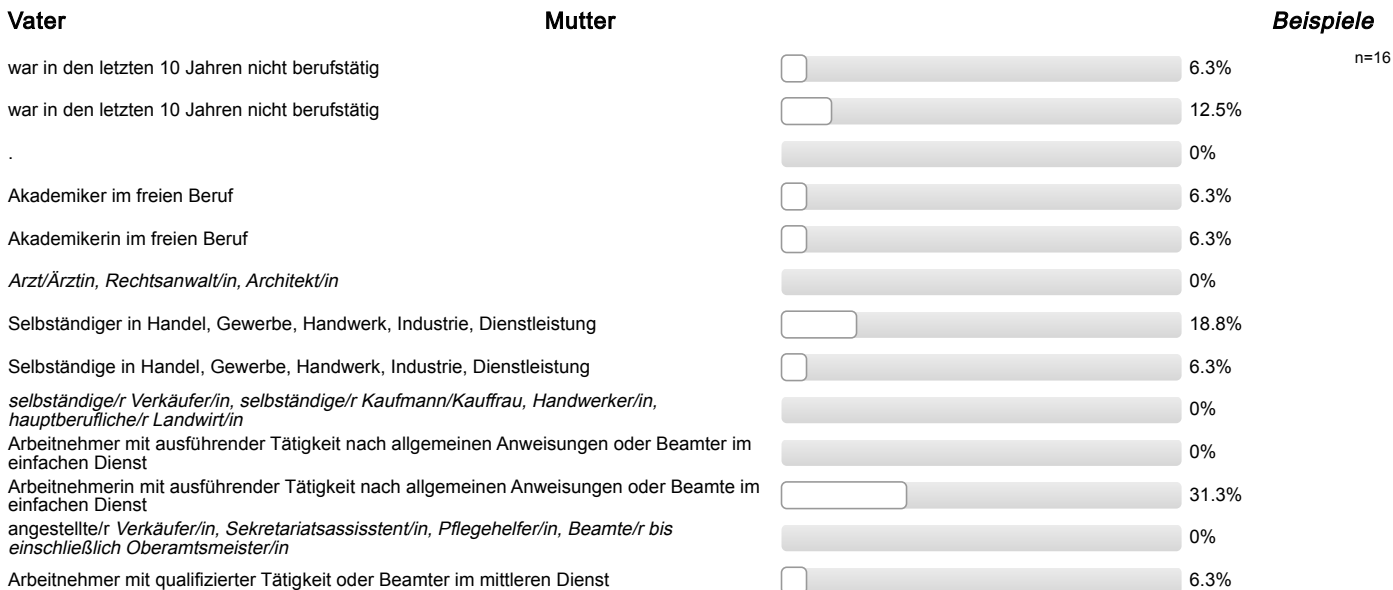 Vater Mutter Beispiele
n=16
war in den letzten 10 Jahren nicht berufstätig 6.3%
war in den letzten 10 Jahren nicht berufstätig 12.5%
. 0%
Akademiker im freien Beruf 6.3%
Akademikerin im freien Beruf 6.3%
Arzt/Ärztin, Rechtsanwalt/in, Architekt/in 0%
Selbständiger in Handel, Gewerbe, Handwerk, Industrie, Dienstleistung 18.8%
Selbständige in Handel, Gewerbe, Handwerk, Industrie, Dienstleistung 6.3%
selbständige/r Verkäufer/in, selbständige/r Kaufmann/Kauffrau, Handwerker/in,
hauptberufliche/r Landwirt/in 0%
Arbeitnehmer mit ausführender Tätigkeit nach allgemeinen Anweisungen oder Beamter im
einfachen Dienst 0%
Arbeitnehmerin mit ausführender Tätigkeit nach allgemeinen Anweisungen oder Beamte im
einfachen Dienst 31.3%
angestellte/r Verkäufer/in, Sekretariatsassisstent/in, Pflegehelfer/in, Beamte/r bis
einschließlich Oberamtsmeister/in 0%
Arbeitnehmer mit qualifizierter Tätigkeit oder Beamter im mittleren Dienst 6.3%